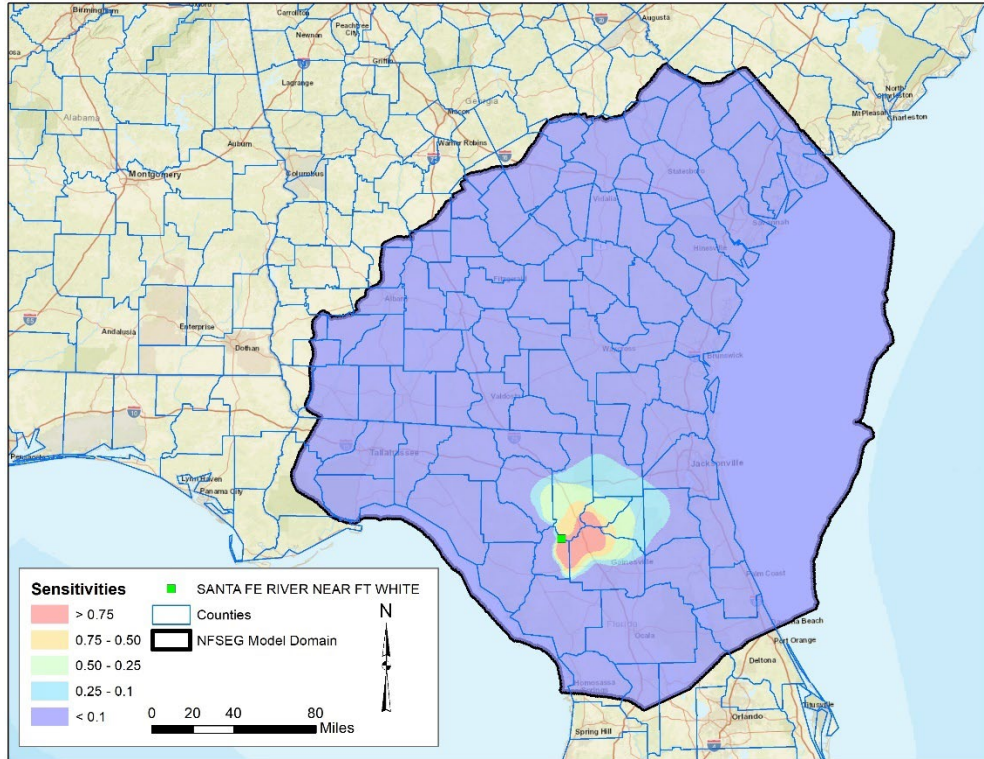 Birmingham
Carrollton
Newnan
Peachtree
City
Griffin
Augusta
Lagrange
Georgia
Macon
Alabama
Auburn
Warner Robins
Columbus
Montgomery
North
Charleston
Mt Pleasant
Charleston
Statesboro
Vidalia
Savannah
Hinesville
Fitzgerald
Albany
Andalusia
Enterprise
Dothan
Waycross
Brunswick
Valdosta
Tallahassee
Jacksonville
Pensacola
Lynn Haven
Panama City
Gainesville
Palm Coast
Florida
Ocala
Beach
Port Orange
Homosassa
Deltona
Titusville
Orlando
Spring Hill
Sensitivities
> 0.75
0.75 - 0.50
0.50 - 0.25
0.25 - 0.1
< 0.1
SANTA FE RIVER NEAR FT WHITE
Counties
NFSEG Model Domain
N
0 20 40 80
Miles